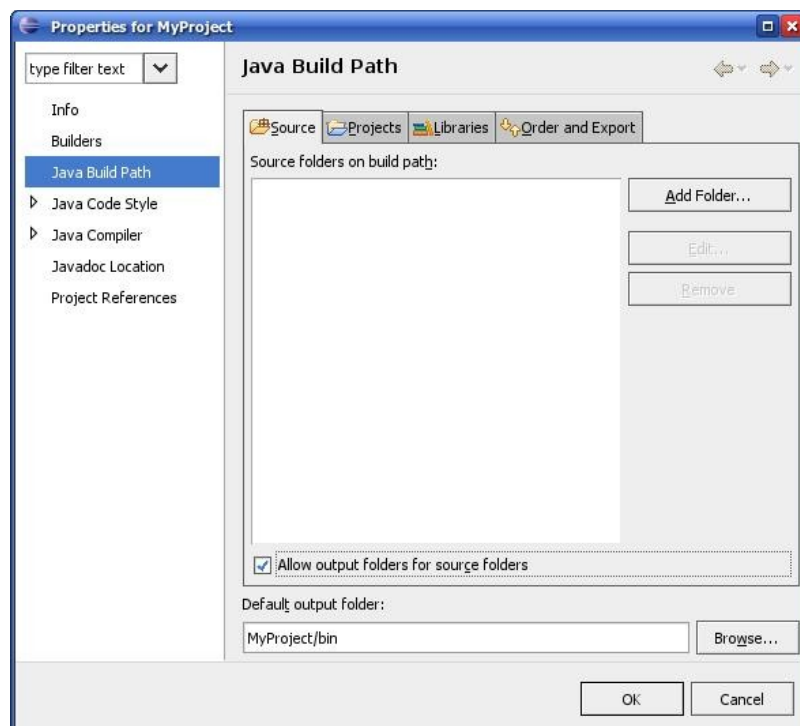 Properties for MyProject
type filter text
Info
Builders
Java Build Path
Java Code Style
Java Compiler
Javadoc Location
Project References
Java Build Path
Source Projects Libraries Order and Export
Source folders on build path:
Add Folder...
Edit...
Remove
Allow output folders for source folders
Default output folder:
MyProject/bin
Browse...
OK Cancel